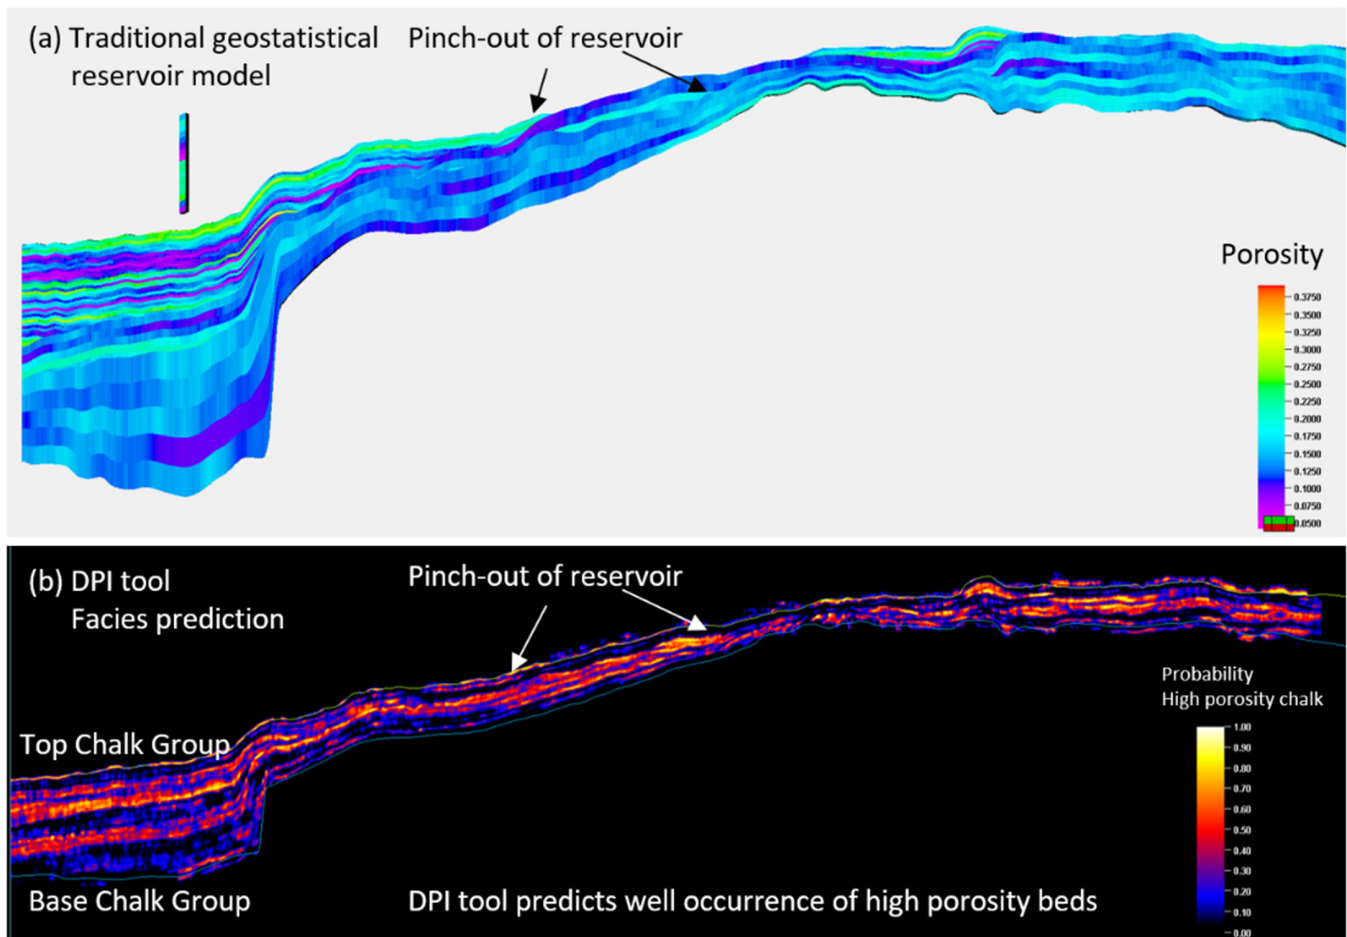 (a) Traditional geostatistical
reservoir model
Pinch-out of reservoir
Porosity
0.3750
0.3500
0.3250
0.3000
0.2750
0.2500
0.2250
0.2000
0.1750
0.1500
0.1250
0.1000
0.0750
0.0500
(b) DPI tool
Facies prediction
Pinch-out of reservoir
Probability
High porosity chalk
1.00
0.90
0.80
0.70
0.60
0.50
0.40
0.30
0.20
0.10
0.00
Top Chalk Group
Base Chalk Group
DPI tool predicts well occurrence of high porosity beds